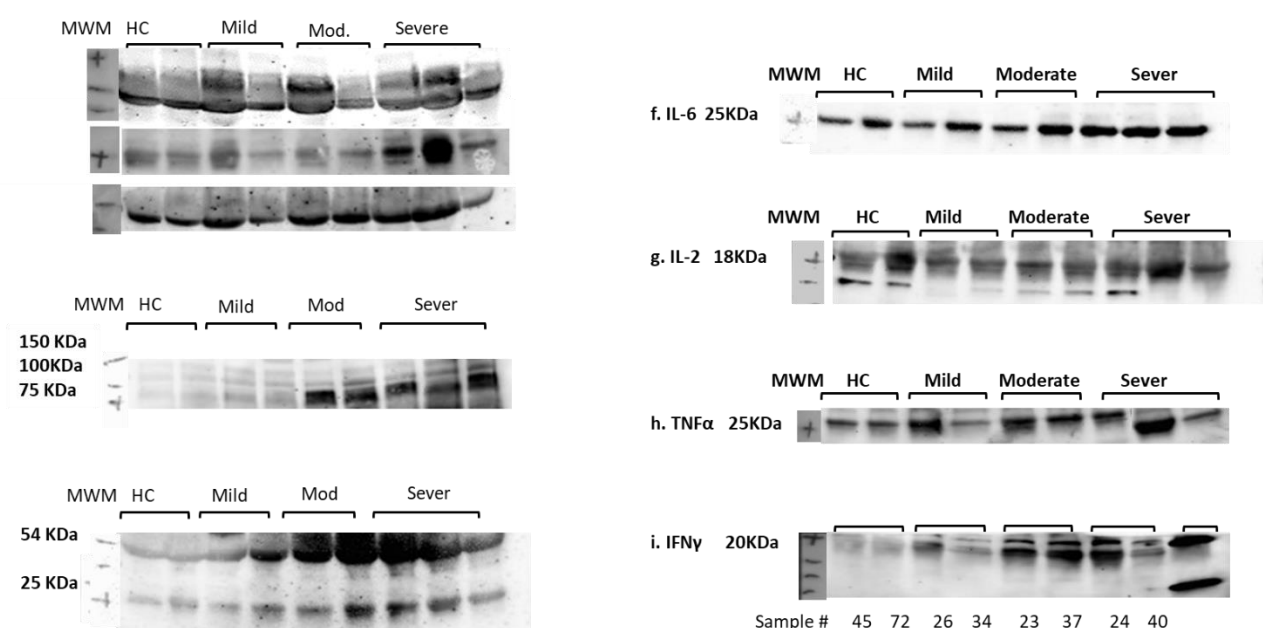 MWM HC Mild Mod. Severe
MWM HC Mild Mod Sever
150 KDa
100KDa
75 KDa
MWM HC Mild Mod Sever
54 KDa
25 KDa
MWM HC Mild Moderate Sever
f. IL-6 25KDa
MWM HC Mild Moderate Sever
g. IL-2 18KDa
MWM HC Mild Moderate Sever
h. TNFα 25KDa
i. IFNγ 20KDa
Sample # 45 72 26 34 23 37 24 40